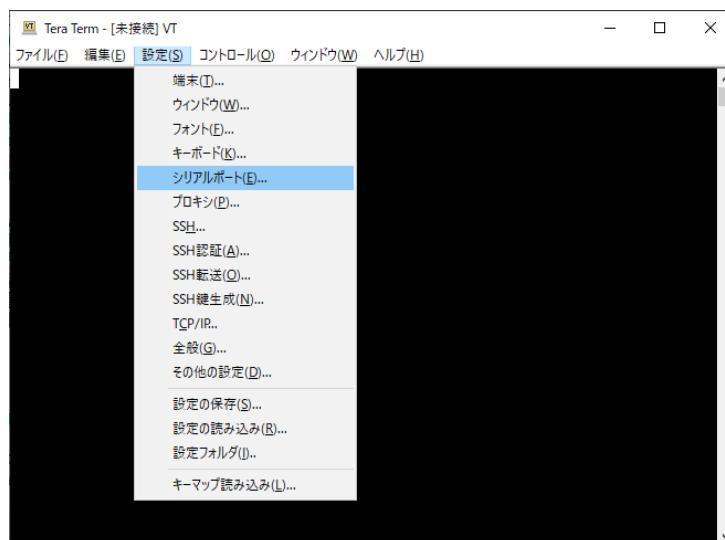 VT Tera Term - [未接続] VT
ファイル(F) 編集(E) 設定(S) コントロール(O) ウィンドウ(W) ヘルプ(H)
端末(T)...
ウィンドウ(W)...
フォント(F)...
キーボード(K)...
シリアルポート(E)...
プロキシ(P)...
SSH...
SSH認証(A)...
SSH転送(O)...
SSH鍵生成(N)...
TCP/IP...
全般(G)...
その他の設定(D)...
設定の保存(S)...
設定の読み込み(R)...
設定フォルダ(I)..
キーマップ読み込み(L)...